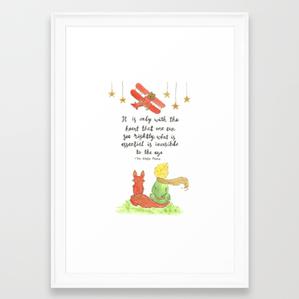 It is only with the
heart that one can
see rightly, what is
essential is invisible
to the eye
-The Little Prince